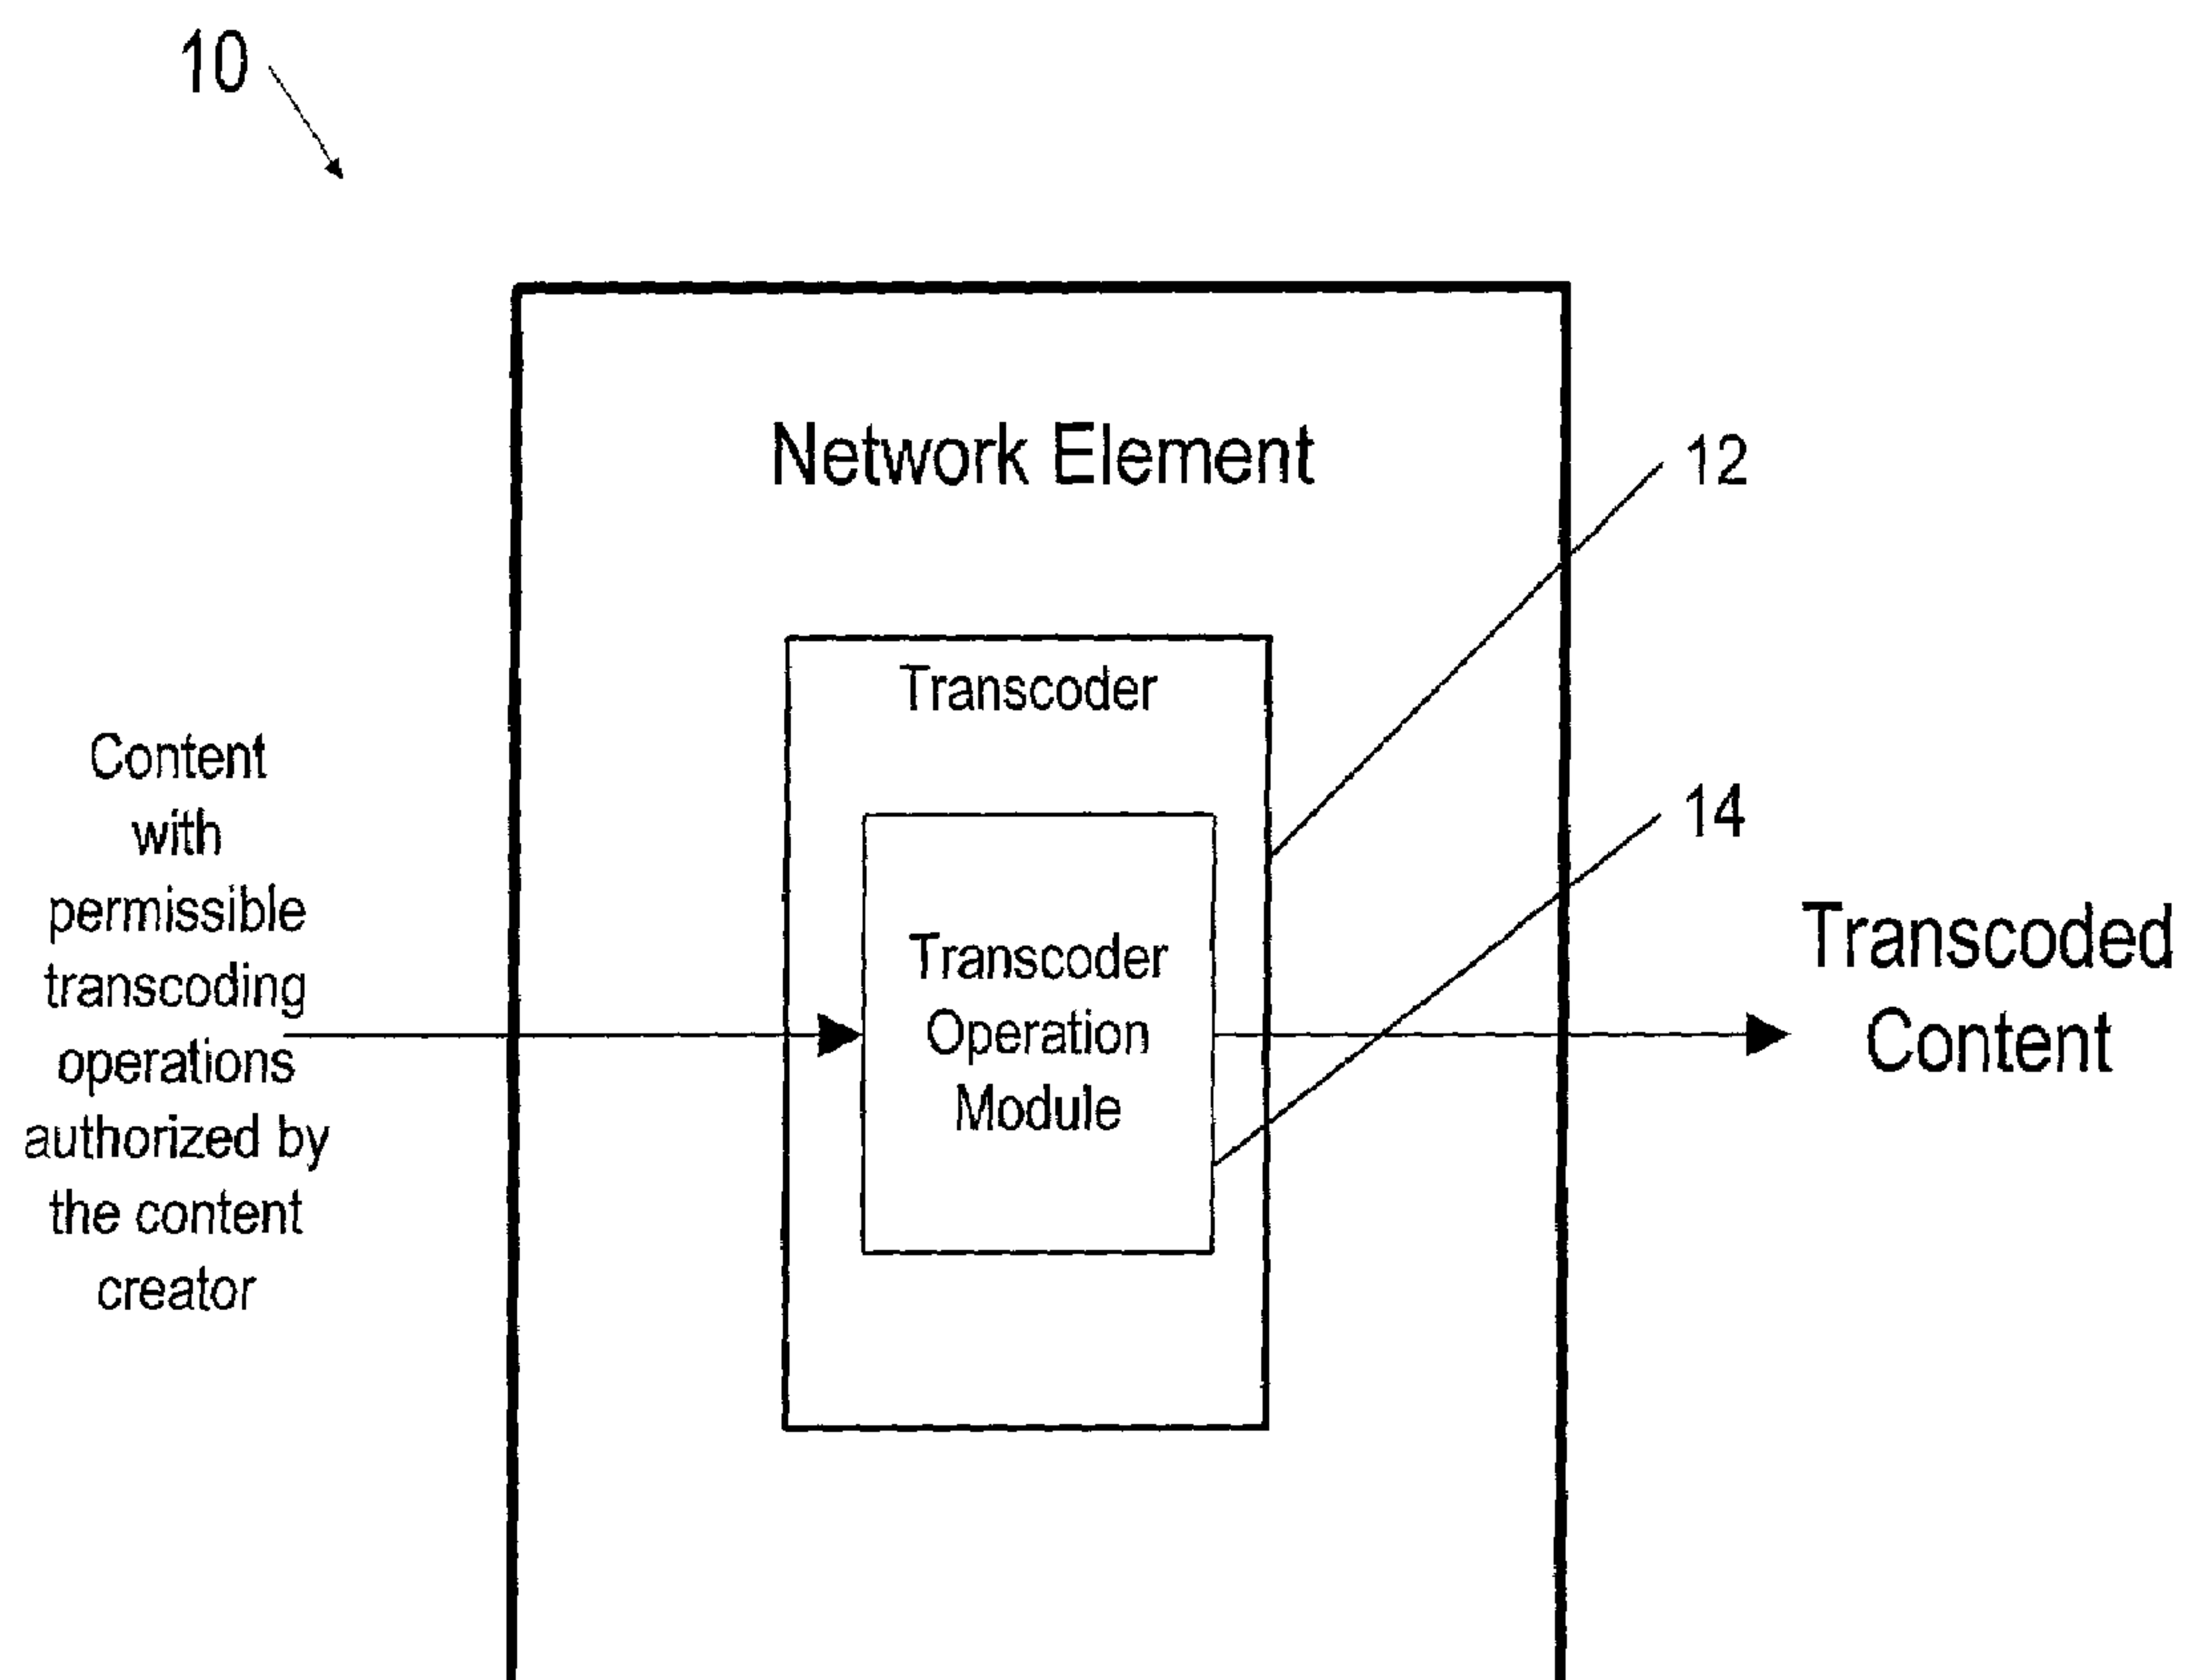 10
Network Element
12
Transcoder
14
Content
with
permissible
transcoding
operations
authorized by
the content
creator
Transcoder
Operation
Module
Transcoded
Content